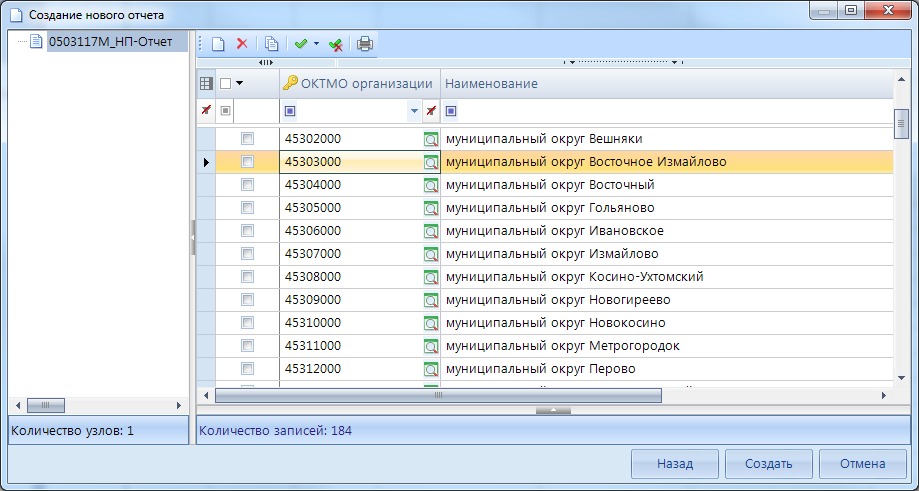 Создание нового отчета
0503117М_НП-Отчет
ОКТМО организации Наименование
45302000 муниципальный округ Вешняки
45303000 муниципальный округ Восточное Измайлово
45304000 муниципальный округ Восточный
45305000 муниципальный округ Гольяново
45306000 муниципальный округ Ивановское
45307000 муниципальный округ Измайлово
45308000 муниципальный округ Косино-Ухтомский
45309000 муниципальный округ Новогиреево
45310000 муниципальный округ Новокосино
45311000 муниципальный округ Метрогородок
45312000 муниципальный округ Перово
Количество узлов: 1 Количество записей: 184
Назад Создать Отмена